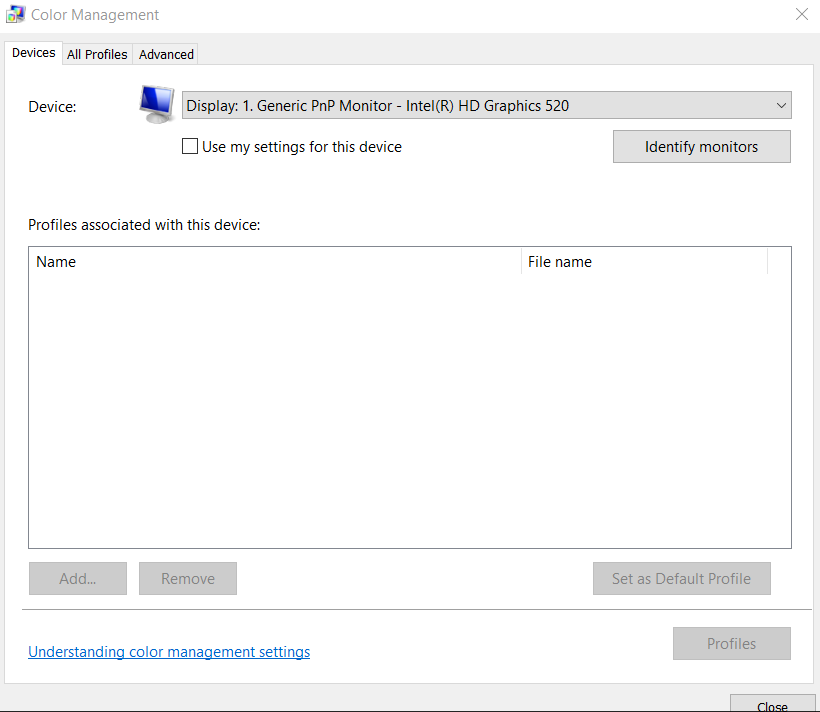 Color Management
Devices All Profiles Advanced
Device: Display: 1. Generic PnP Monitor - Intel(R) HD Graphics 520
Use my settings for this device Identify monitors
Profiles associated with this device:
Name File name
Add... Remove Set as Default Profile
Understanding color management settings Profiles
Close